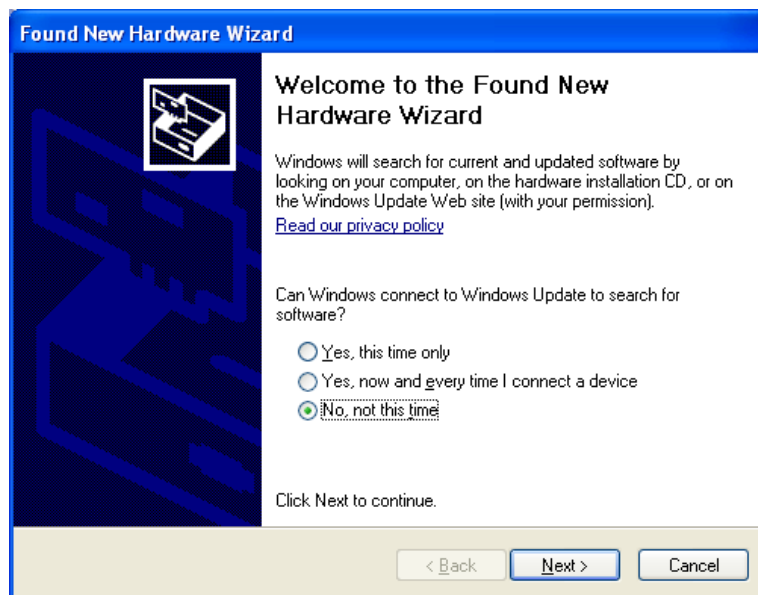 Found New Hardware Wizard
Welcome to the Found New
Hardware Wizard
Windows will search for current and updated software by
looking on your computer, on the hardware installation CD, or on
the Windows Update Web site (with your permission).
Read our privacy policy
Can Windows connect to Windows Update to search for
software?
Yes, this time only
Yes, now and every time I connect a device
No, not this time
Click Next to continue.
< Back
Next >
Cancel